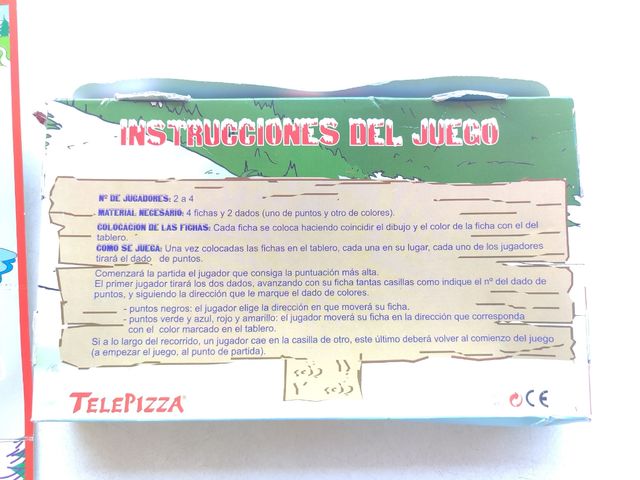 INSTRUCCIONES DEL JUEGO
Nº DE JUGADORES: 2 a 4
MATERIAL NECESARIO: 4 fichas y 2 dados (uno de puntos y otro de colores).
COLOCACION DE LAS FICHAS: Cada ficha se coloca haciendo coincidir el dibujo y el color de la ficha con el del
tablero.
COMO SE JUEGA: Una vez colocadas las fichas en el tablero, cada una en su lugar, cada uno de los jugadores
tirará el dado de puntos.
Comenzará la partida el jugador que consiga la puntuación más alta.
El primer jugador tirará los dos dados, avanzando con su ficha tantas casillas como indique el nº del dado de
puntos, y siguiendo la dirección que le marque el dado de colores.
- puntos negros: el jugador elige la dirección en que moverá su ficha.
- puntos verde y azul, rojo y amarillo: el jugador moverá su ficha en la dirección que corresponda
con el color marcado en el tablero.
Si a lo largo del recorrido, un jugador cae en la casilla de otro, este último deberá volver al comienzo del juego
(a empezar el juego, al punto de partida).
TELEPIZZA
CE